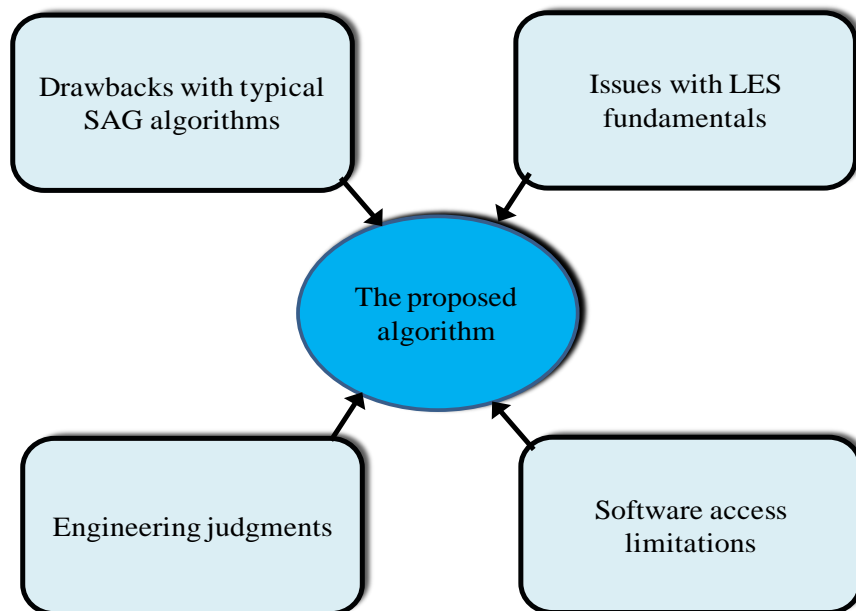 Drawbacks with typical
SAG algorithms
Issues with LES
fundamentals
The proposed
algorithm
Engineering judgments
Software access
limitations